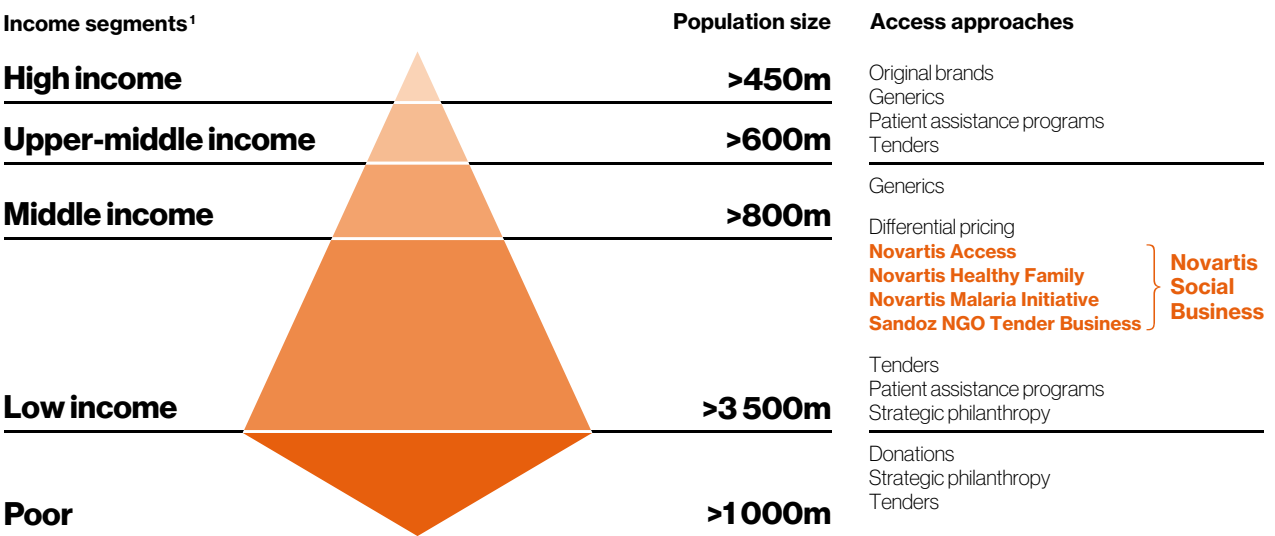 Income segments¹
Population size
Access approaches
High income
>450m
Original brands
Generics
Patient assistance programs
Tenders
Upper-middle income
>600m
Middle income
>800m
Generics
Differential pricing
Novartis Access
Novartis Healthy Family
Novartis Malaria Initiative
Sandoz NGO Tender Business
Novartis
Social
Business
Low income
>3 500m
Tenders
Patient assistance programs
Strategic philanthropy
Poor
>1 000m
Donations
Strategic philanthropy
Tenders